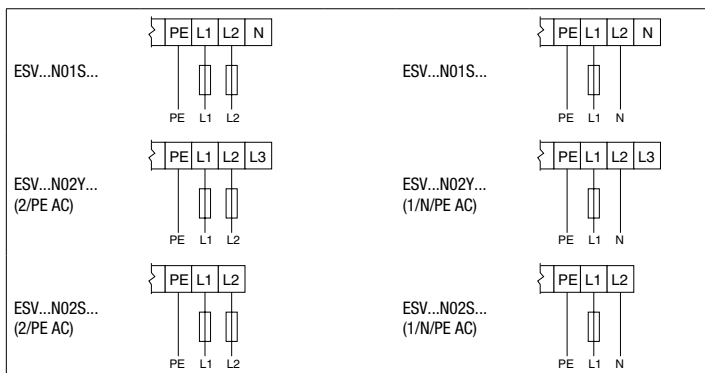 PE L1 L2 N
ESV...N01S...
PE L1 L2
PE L1 L2 N
ESV...N01S...
PE L1 N
PE L1 L2 L3
ESV...N02Y...
(2/PE AC)
PE L1 L2
PE L1 L2 L3
ESV...N02Y...
(1/N/PE AC)
PE L1 N
PE L1 L2
ESV...N02S...
(2/PE AC)
PE L1 L2
PE L1 L2
ESV...N02S...
(1/N/PE AC)
PE L1 N